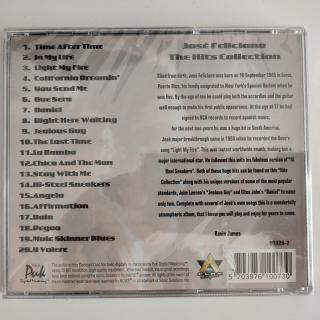 1. Time After Time
2. In My Life
3. Light My Fire
4. California Dreamin'
5. You Send Me
6. Que Sera
7. Daniel
8. Right Here Waiting
9. Jealous Guy
10. The Last Time
11. La Bamba
12. Chico And The Man
13. Stay With Me
14. Hi-Heel Sneakers
15. Angela
16. Affirmation
17. Rain
18. Pegao
19. Mule Skinner Blues
20. El Voh
José Feliciano
The Hits Collection
Blind from birth, José Feliciano was born on 10 September 1945 in Lares,
Puerto Rico, his family emigrated to New York's Spanish Harlem when he
was five. By the age of ten he could play both the accordion and the guitar
well enough to make his first public appearance. At the age of 17 he had
signed to RCA records to record spanish music;
for the next two years he was a huge hit in South America.
José major breakthrough came in 1968 when he recorded the Door's
song "Light My Fire". This was instant worldwide smash, making him a
major international star. He followed this with his fabulous version of "Hi
Heel Sneakers". Both of these huge hits can be found on this "Hits
Collection" along with his unique versions of some of the most popular
standards, John Lennon's "Jealous Guy" and Elton John's "Daniel" to name
only two. Complete with several of José's own songs this is a wonderfully
atmospheric album, that I know you will play and enjoy for years to come.
Kevin James
Puk
5 703976 100730